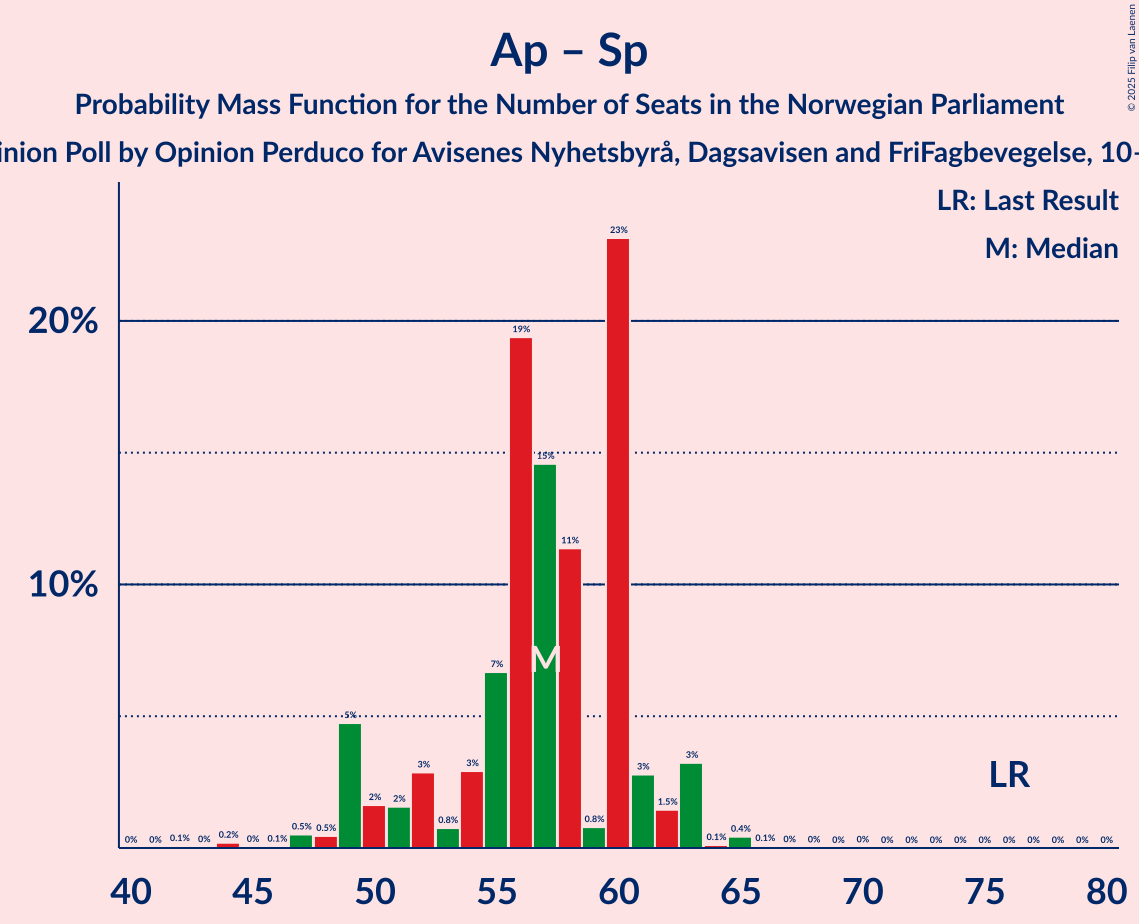 Ap – Sp
Probability Mass Function for the Number of Seats in the Norwegian Parliament
inion Poll by Opinion Perduco for Avisenes Nyhetsbyrå, Dagsavisen and FriFagbevegelse, 10-
© 2025 Filip van Laenen
LR: Last Result
M: Median
20%
10%
0% 0% 0.1% 0% 0.2% 0% 0.1% 0.5% 0.5% 5% 2% 2% 3% 0.8% 3% 7% 19% 15% 11% 0.8% 23% 3% 1.5% 3% 0.1% 0.4% 0.1% 0% 0% 0% 0% 0% 0% 0% 0% 0% 0% 0% 0% 0% 0%
M
LR
40 45 50 55 60 65 70 75 80